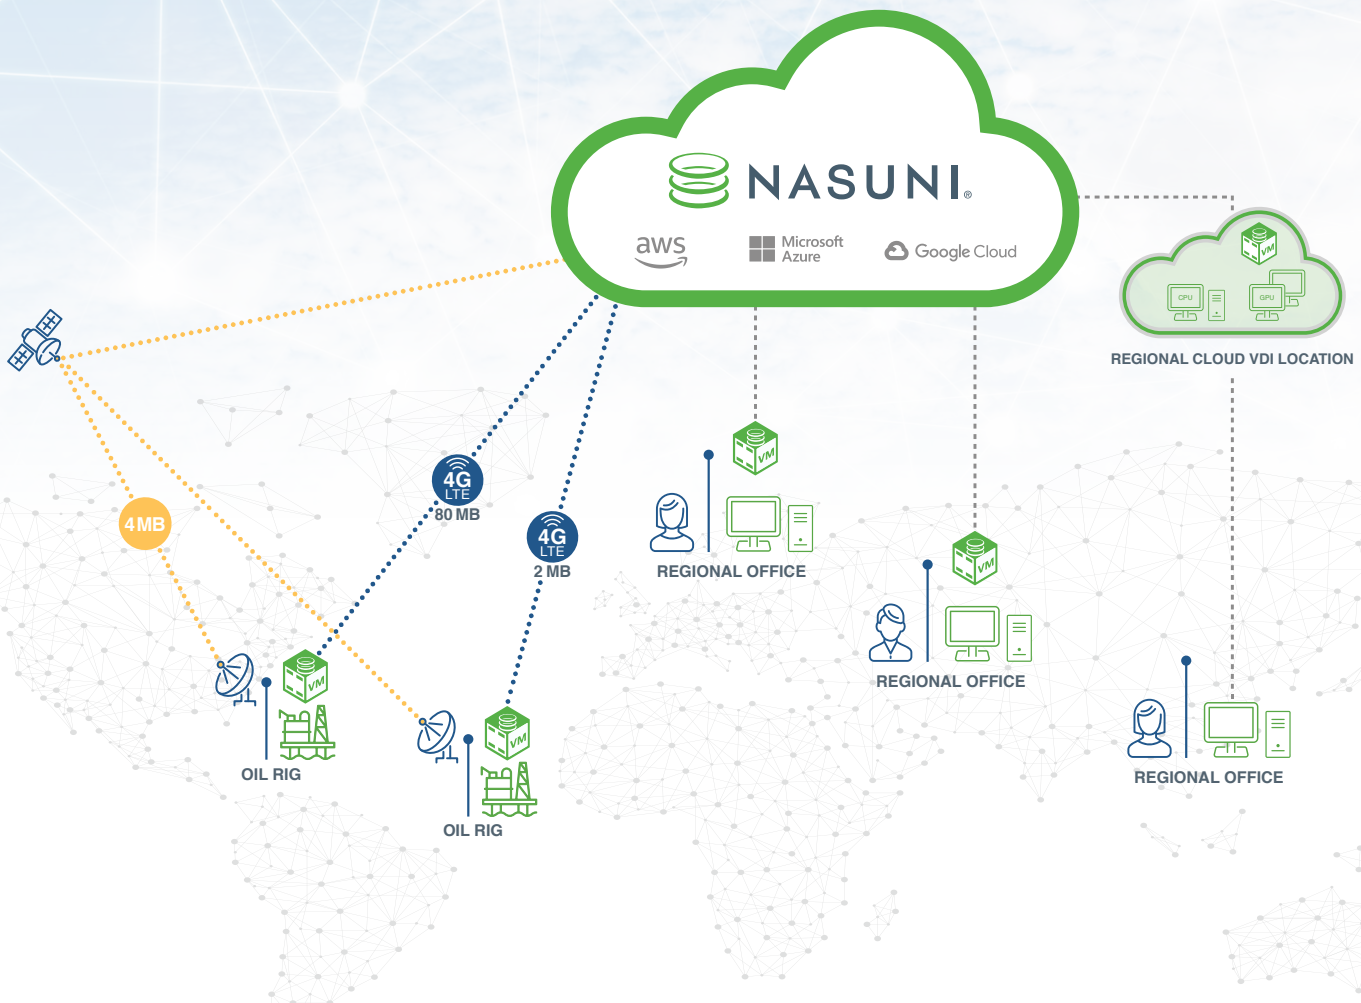 NASUNI®
aws
Microsoft
Azure
Google Cloud
VM
CPU
GPU
REGIONAL CLOUD VDI LOCATION
4G
LTE
80 MB
4MB
4G
LTE
2 MB
VM
REGIONAL OFFICE
VM
REGIONAL OFFICE
VM
OIL RIG
VM
OIL RIG
REGIONAL OFFICE